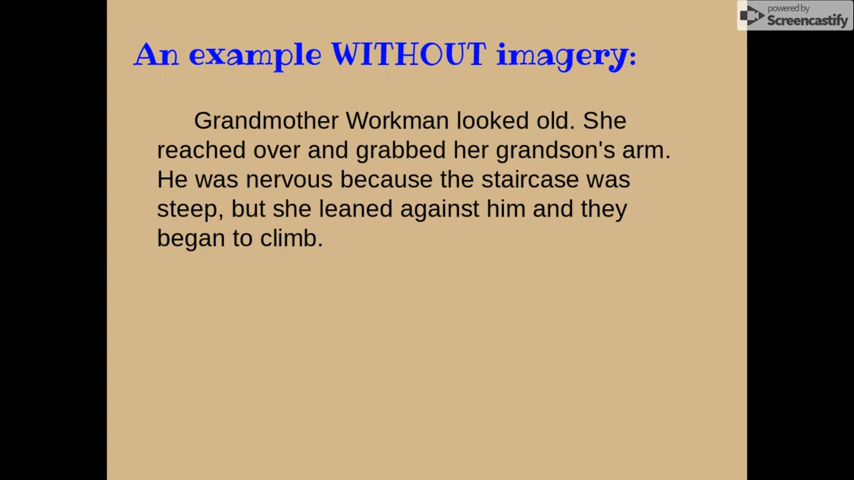 powered by
Screencastify
An example WITHOUT imagery:
Grandmother Workman looked old. She
reached over and grabbed her grandson's arm.
He was nervous because the staircase was
steep, but she leaned against him and they
began to climb.